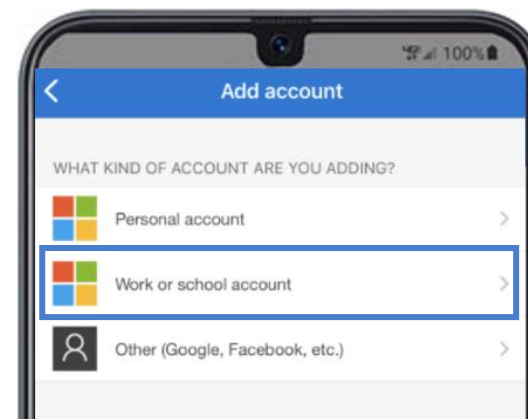 100%
Add account
WHAT KIND OF ACCOUNT ARE YOU ADDING?
Personal account
Work or school account
Other (Google, Facebook, etc.)